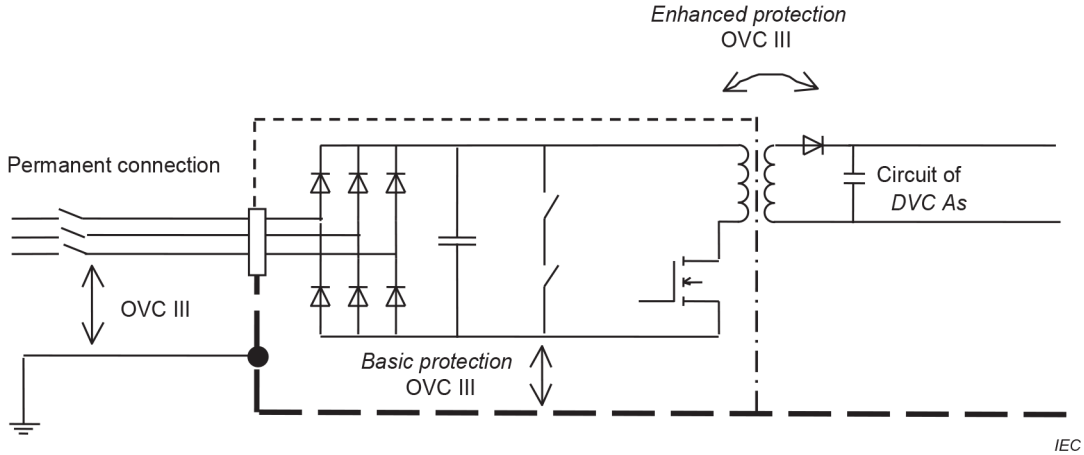 Enhanced protection
OVC III
Permanent connection
Circuit of
DVC As
OVC III
Basic protection
OVC III
IEC